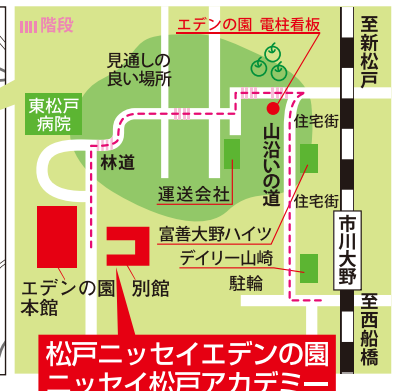 階段
エデンの園 電柱看板
至新松戸
見通しの
良い場所
東松戸
病院
住宅街
山沿いの道
林道
運送会社
住宅街
富善大野ハイツ
市川大野
デイリー山崎
駐輪
エデンの園
本館
別館
至西船橋
松戸ニッセイエデンの園
ニッセイ松戸アカデミー